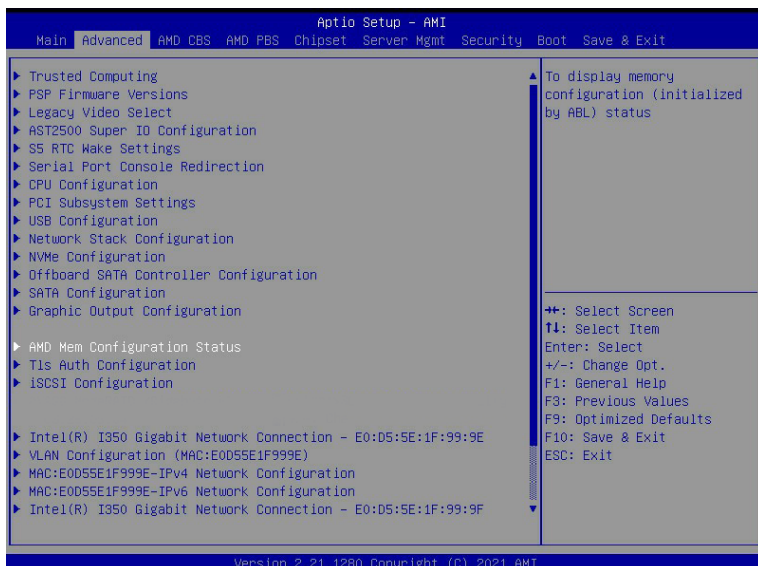 Aptio Setup – AMI
Main Advanced AMD CBS AMD PBS Chipset Server Mgmt Security Boot Save & Exit
Trusted Computing
PSP Firmware Versions
Legacy Video Select
AST2500 Super IO Configuration
S5 RTC Wake Settings
Serial Port Console Redirection
CPU Configuration
PCI Subsystem Settings
USB Configuration
Network Stack Configuration
NVMe Configuration
Offboard SATA Controller Configuration
SATA Configuration
Graphic Output Configuration
AMD Mem Configuration Status
Tls Auth Configuration
iSCSI Configuration
Intel(R) I350 Gigabit Network Connection – E0:D5:5E:1F:99:9E
VLAN Configuration (MAC:E0D55E1F999E)
MAC:E0D55E1F999E-IPv4 Network Configuration
MAC:E0D55E1F999E-IPv6 Network Configuration
Intel(R) I350 Gigabit Network Connection – E0:D5:5E:1F:99:9F
To display memory
configuration (initialized
by ABL) status
→←: Select Screen
↑↓: Select Item
Enter: Select
+/-: Change Opt.
F1: General Help
F3: Previous Values
F9: Optimized Defaults
F10: Save & Exit
ESC: Exit
Version 2.21.1280 Copyright (C) 2021 AMI